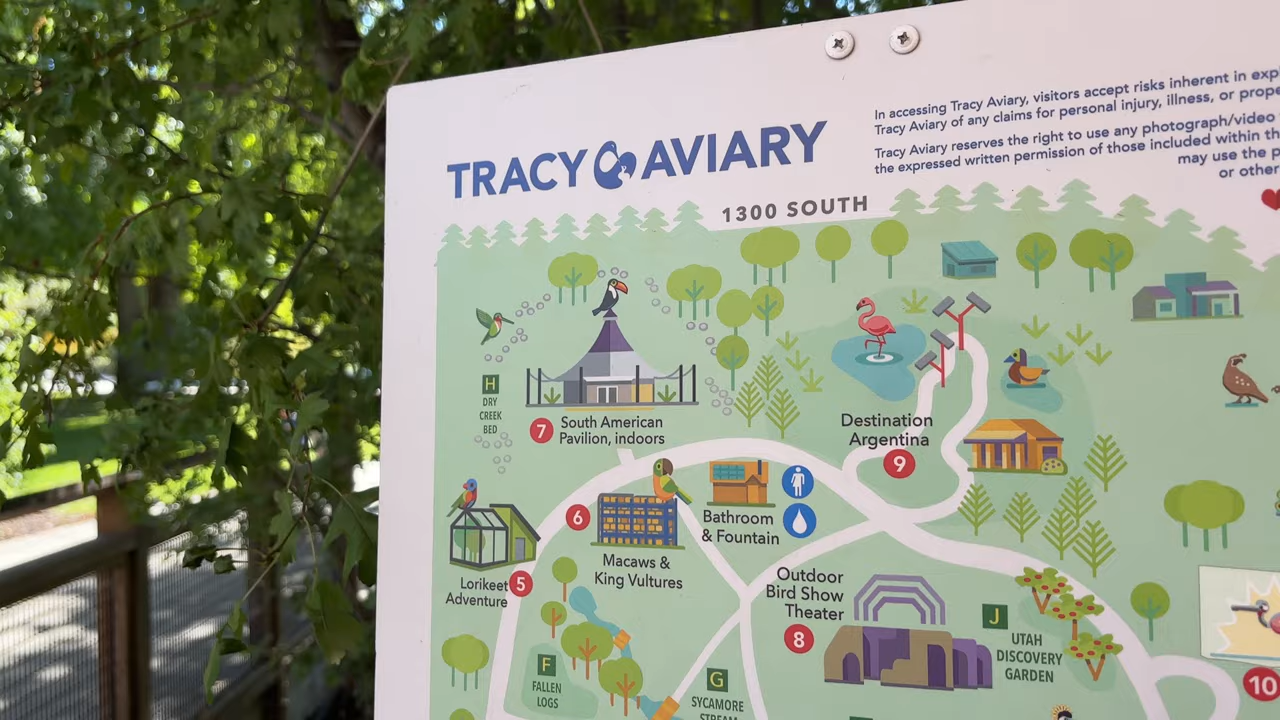 TRACY AVIARY
In accessing Tracy Aviary, visitors accept risks inherent in
Tracy Aviary of any claims for personal injury, illness, or
Tracy Aviary reserves the right to use any photograph/video
the expressed written permission of those included within
may use the
or other
1300 SOUTH
H
DRY
CREEK
BED
7 South American
Pavilion, indoors
Destination
Argentina
9
6
Macaws &
King Vultures
Bathroom
& Fountain
Lorikeet
Adventure
5
Outdoor
Bird Show
Theater
8
J
UTAH
DISCOVERY
GARDEN
F
FALLEN
LOGS
G
SYCAMORE
STREAM
10